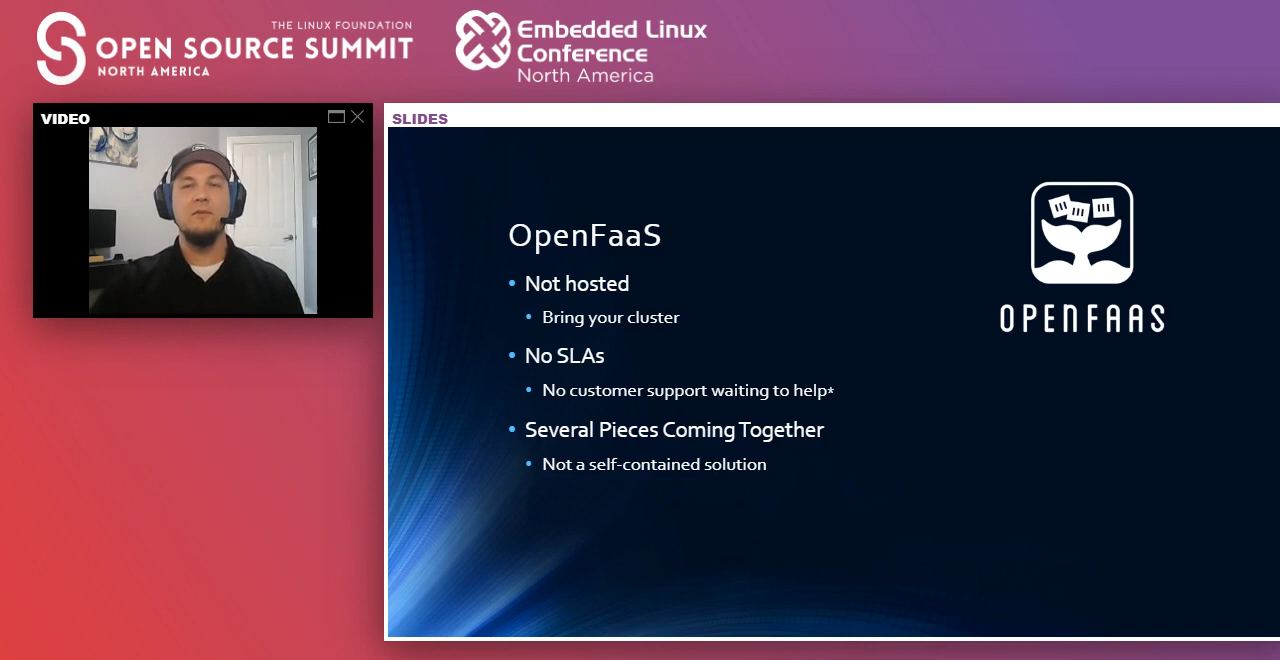 THE LINUX FOUNDATION
OPEN SOURCE SUMMIT
NORTH AMERICA
Embedded Linux
Conference
North America
VIDEO
SLIDES
OpenFaaS
• Not hosted
• Bring your cluster
• No SLAs
• No customer support waiting to help*
• Several Pieces Coming Together
• Not a self-contained solution
OPENFAAS